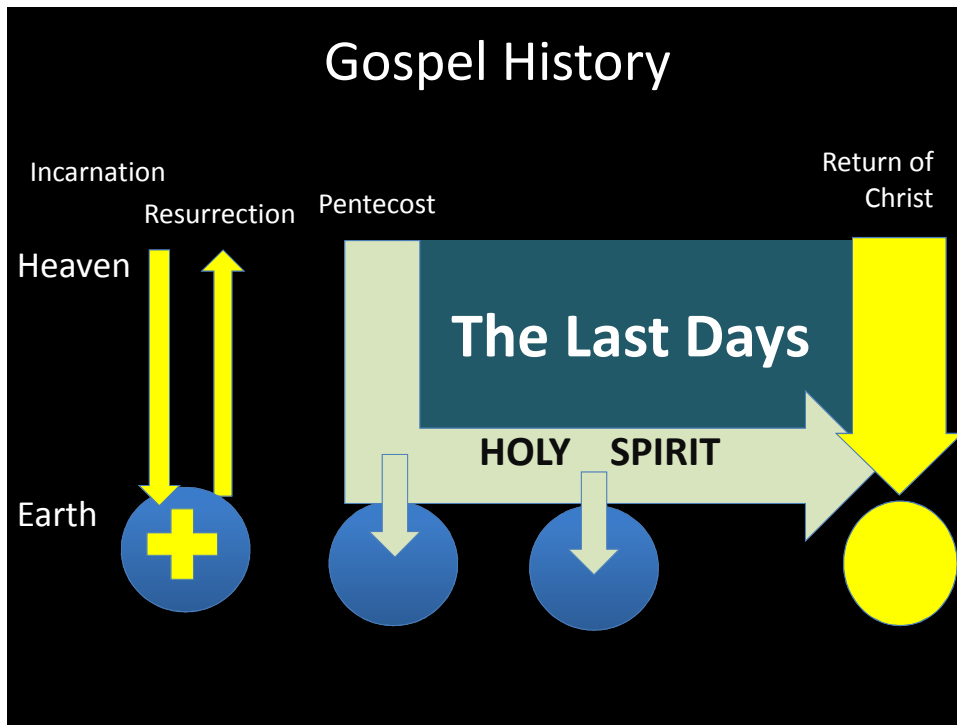 Gospel History
Incarnation
Resurrection
Pentecost
Return of
Christ
Heaven
The Last Days
HOLY SPIRIT
Earth